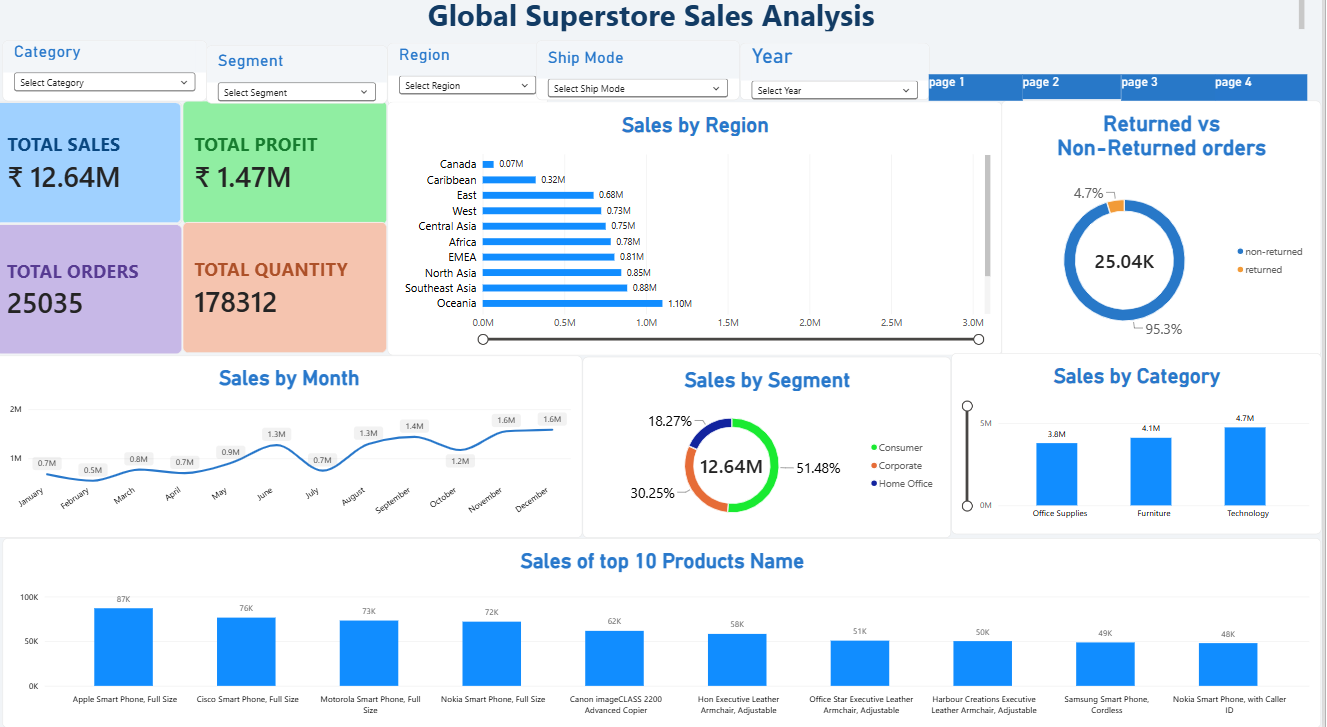 Global Superstore Sales Analysis
Category
Select Category
Segment
Select Segment
Region
Select Region
Ship Mode
Select Ship Mode
Year
Select Year
page 1
page 2
page 3
page 4
TOTAL SALES
₹ 12.64M
TOTAL PROFIT
₹ 1.47M
TOTAL ORDERS
25035
TOTAL QUANTITY
178312
Sales by Region
Canada 0.07M
Caribbean 0.32M
East 0.68M
West 0.73M
Central Asia 0.75M
Africa 0.78M
EMEA 0.81M
North Asia 0.85M
Southeast Asia 0.88M
Oceania 1.10M
0.0M 0.5M 1.0M 1.5M 2.0M 2.5M 3.0M
Returned vs
Non-Returned orders
4.7%
25.04K
95.3%
non-returned
returned
Sales by Month
2M
1M
0.7M 0.5M 0.8M 0.7M 0.9M 1.3M 0.7M 1.3M 1.4M 1.2M 1.6M 1.6M
January February March April May June July August September October November December
Sales by Segment
18.27%
12.64M
51.48%
30.25%
Consumer
Corporate
Home Office
Sales by Category
5M
0M
3.8M 4.1M 4.7M
Office Supplies Furniture Technology
Sales of top 10 Products Name
100K
50K
0K
87K 76K 73K 72K 62K 58K 51K 50K 49K 48K
Apple Smart Phone, Full Size
Cisco Smart Phone, Full Size
Motorola Smart Phone, Full
Size
Nokia Smart Phone, Full Size
Canon imageCLASS 2200
Advanced Copier
Hon Executive Leather
Armchair, Adjustable
Office Star Executive Leather
Armchair, Adjustable
Harbour Creations Executive
Leather Armchair, Adjustable
Samsung Smart Phone,
Cordless
Nokia Smart Phone, with Caller
ID